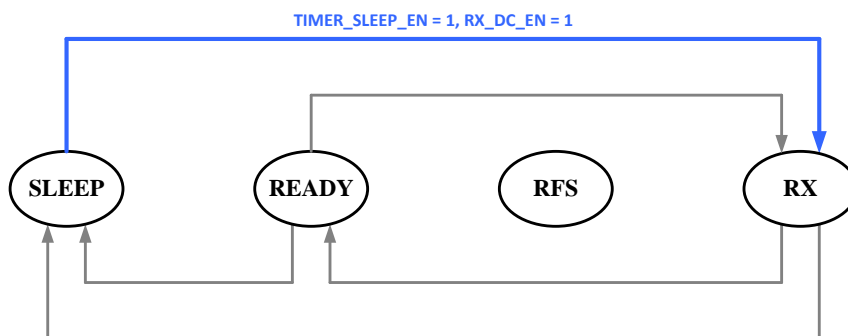 TIMER_SLEEP_EN = 1, RX_DC_EN = 1
SLEEP
READY
RFS
RX